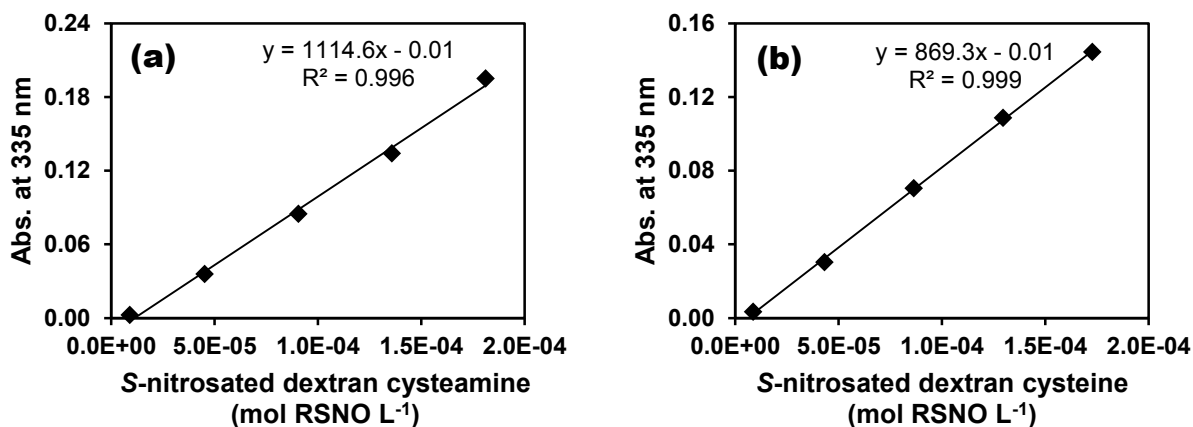 (a)
y = 1114.6x - 0.01
R² = 0.996
Abs. at 335 nm
0.24
0.18
0.12
0.06
0.00
0.0E+00 5.0E-05 1.0E-04 1.5E-04 2.0E-04
S-nitrosated dextran cysteamine
(mol RSNO L⁻¹)
(b)
y = 869.3x - 0.01
R² = 0.999
Abs. at 335 nm
0.16
0.12
0.08
0.04
0.00
0.0E+00 5.0E-05 1.0E-04 1.5E-04 2.0E-04
S-nitrosated dextran cysteine
(mol RSNO L⁻¹)